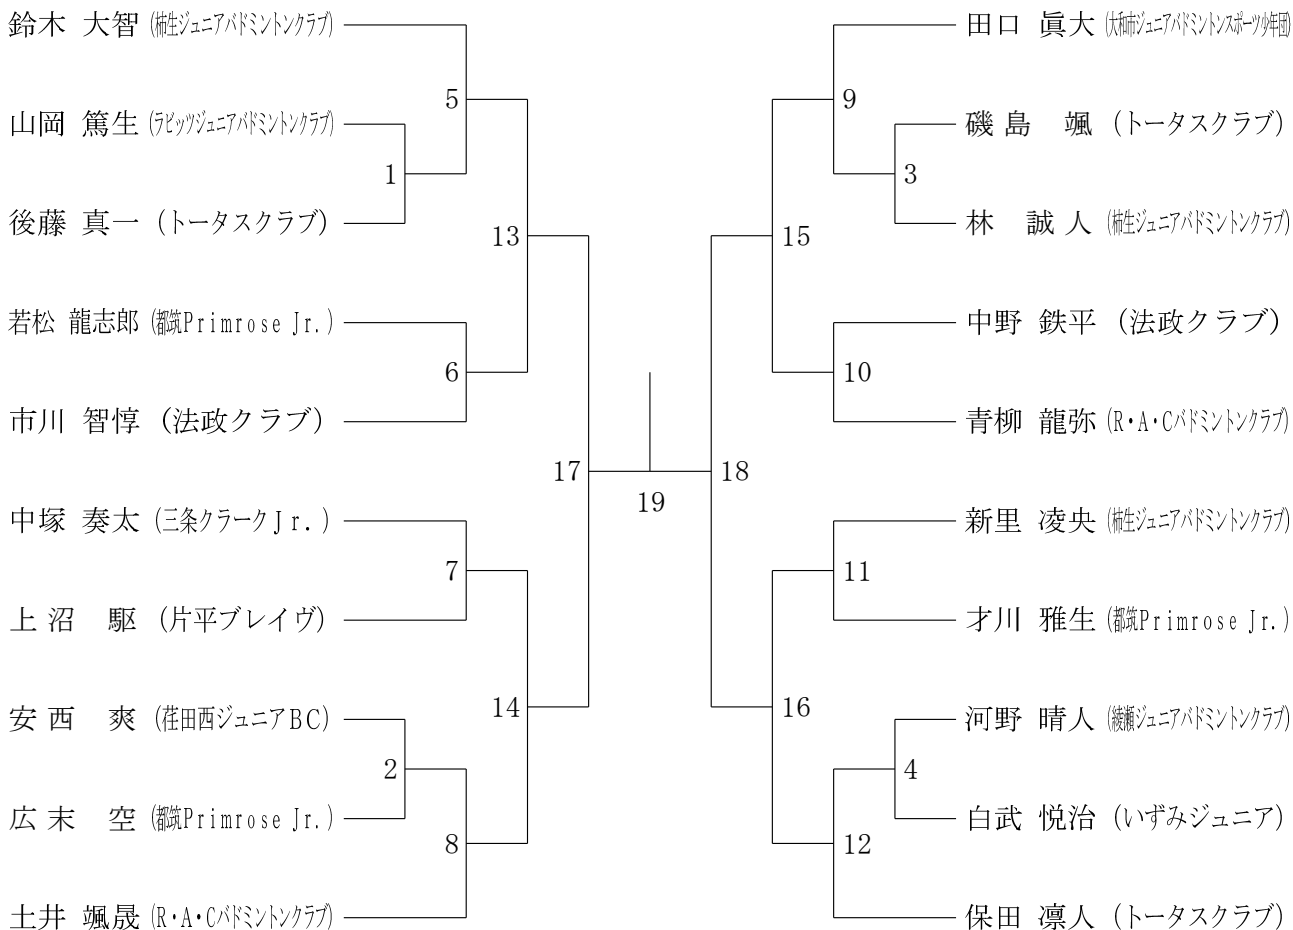 鈴木 大智 (柿生ジュニアバドミントンクラブ)
山岡 篤生 (ラビッツジュニアバドミントンクラブ)
後藤 真一 (トータスクラブ)
若松 龍志郎 (都筑Primrose Jr.)
市川 智惇 (法政クラブ)
中塚 奏太 (三条クラークJr.)
上沼 駆 (片平ブレイヴ)
安西 爽 (荏田西ジュニアBC)
広末 空 (都筑Primrose Jr.)
土井 颯晟 (R・A・Cバドミントンクラブ)
5
1
13
6
17
7
14
2
8
19
9
3
15
10
18
11
16
4
12
田口 眞大 (大和市ジュニアバドミントンスポーツ少年団)
磯島 颯 (トータスクラブ)
林 誠人 (柿生ジュニアバドミントンクラブ)
中野 鉄平 (法政クラブ)
青柳 龍弥 (R・A・Cバドミントンクラブ)
新里 凌央 (柿生ジュニアバドミントンクラブ)
才川 雅生 (都筑Primrose Jr.)
河野 晴人 (綾瀬ジュニアバドミントンクラブ)
白武 悦治 (いずみジュニア)
保田 凛人 (トータスクラブ)